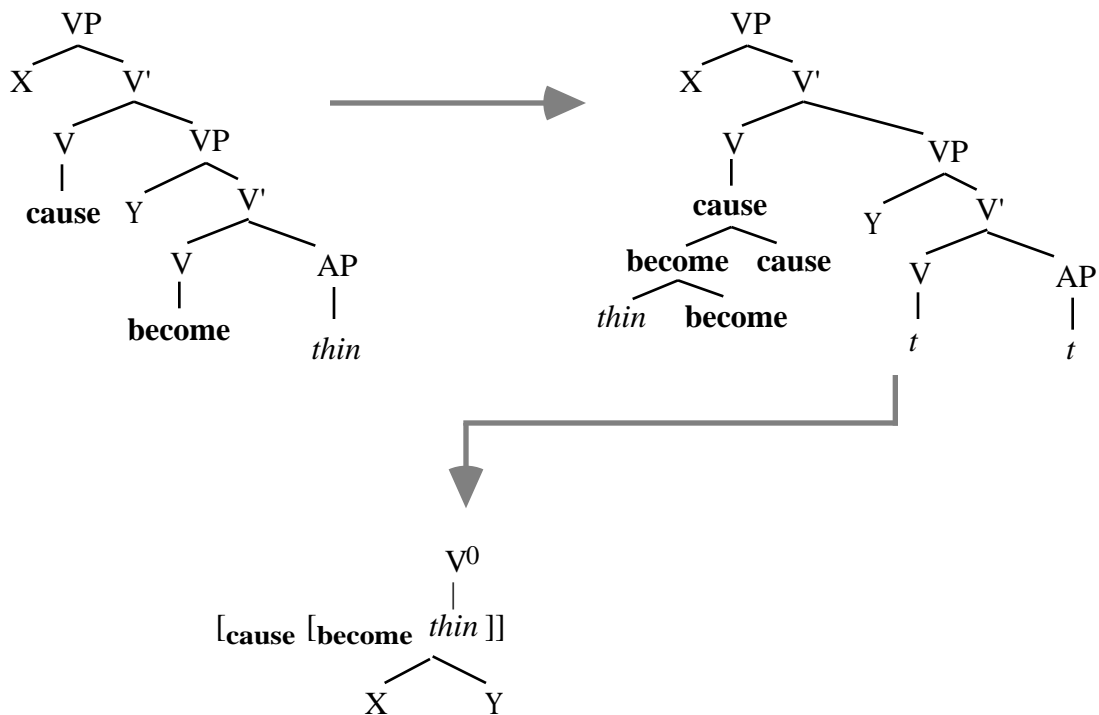 VP VP
X V' X V'
V VP V VP
cause Y V' cause Y V'
V AP become cause V AP
become thin thin become t t
V0
[cause [become thin ]]
X Y